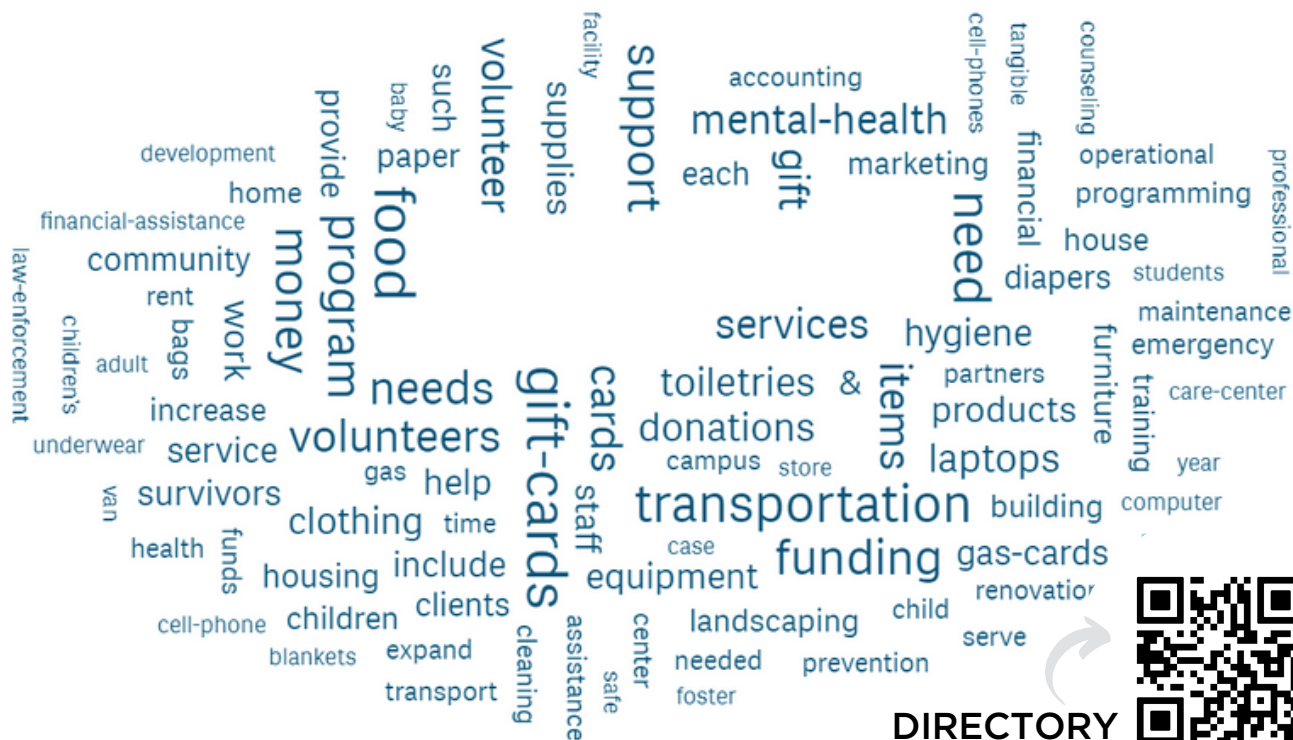 facility
cell-phones
tangible
counseling
volunteer
support
such
baby
supplies
accounting
provide
mental-health
financial
development
paper
each
gift
marketing
operational
professional
home
food
need
programming
financial-assistance
program
money
house
law-enforcement
community
diapers
students
rent
work
services
hygiene
maintenance
children's
bags
furniture
emergency
adult
needs
gift-cards
cards
toiletries
&
items
partners
training
care-center
increase
volunteers
donations
products
underwear
service
gas
help
campus
store
laptops
year
van
survivors
clothing
time
staff
transportation
building
computer
health
funds
housing
include
case
funding
gas-cards
equipment
cell-phone
children
clients
landscaping
child
blankets
expand
cleaning
assistance
center
needed
prevention
serve
transport
safe
foster
DIRECTORY